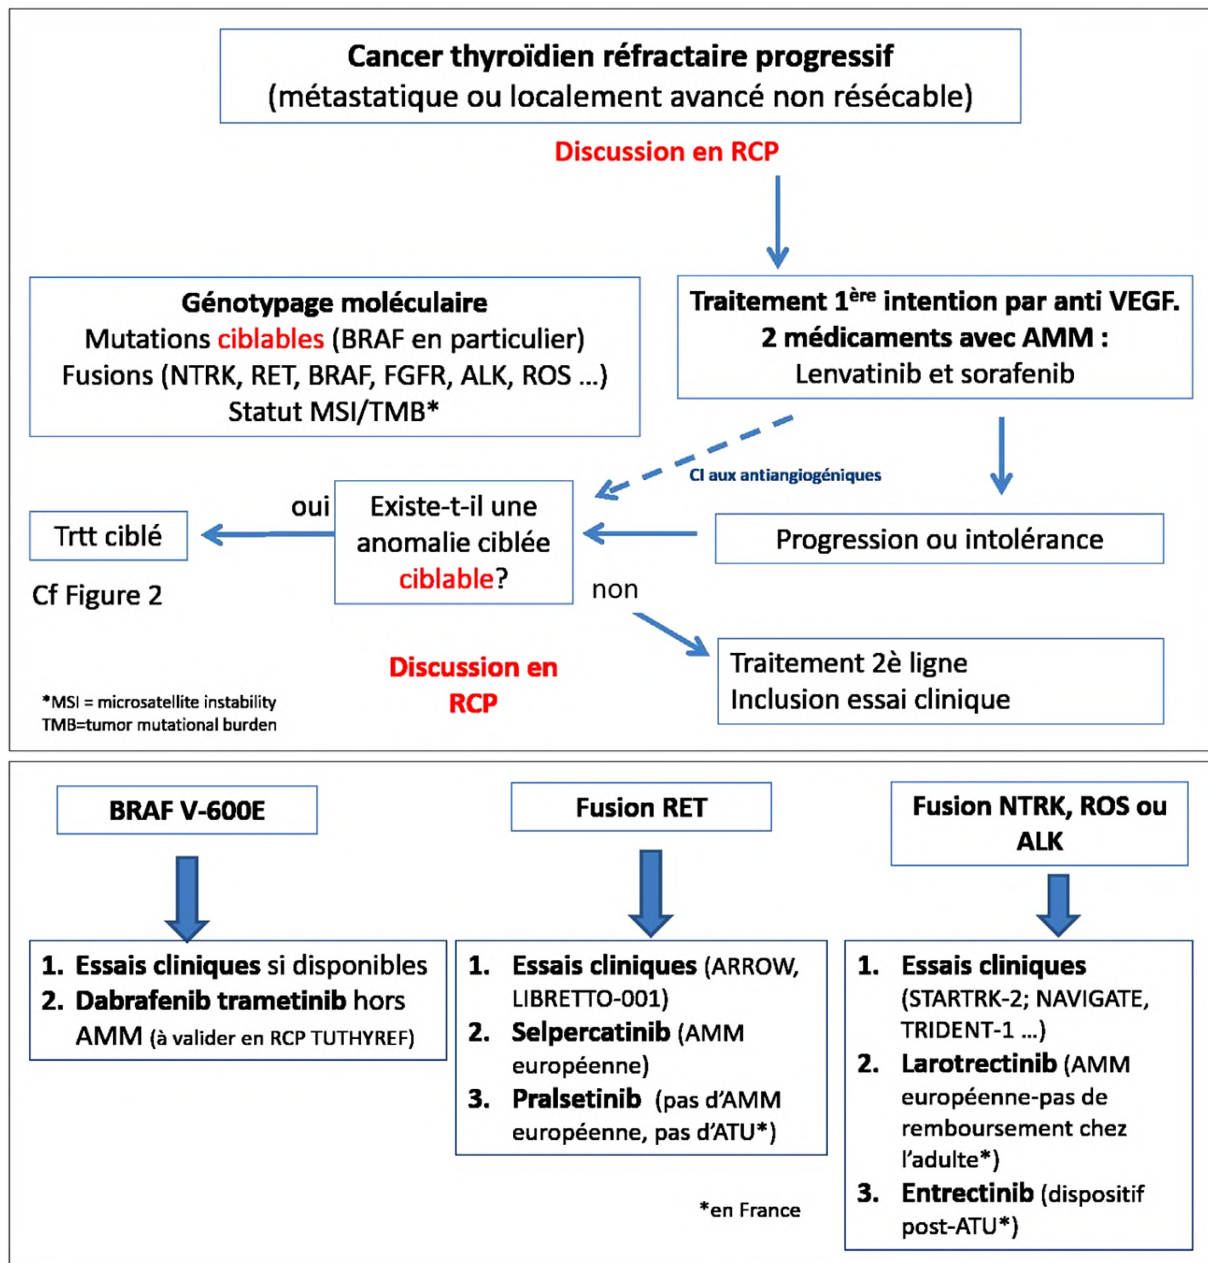 Cancer thyroïdien réfractaire progressif
(métastatique ou localement avancé non résécable)
Discussion en RCP
Génotypage moléculaire
Mutations ciblables (BRAF en particulier)
Fusions (NTRK, RET, BRAF, FGFR, ALK, ROS ...)
Statut MSI/TMB*
Traitement 1ère intention par anti VEGF.
2 médicaments avec AMM :
Lenvatinib et sorafenib
CI aux antiangiogéniques
Progression ou intolérance
Existe-t-il une
anomalie ciblée
ciblable?
oui
Trtt ciblé
Cf Figure 2
non
Traitement 2è ligne
Inclusion essai clinique
Discussion en
RCP
*MSI = microsatellite instability
TMB=tumor mutational burden
BRAF V-600E
1. Essais cliniques si disponibles
2. Dabrafenib trametinib hors
AMM (à valider en RCP TUTHYREF)
Fusion RET
1. Essais cliniques (ARROW,
LIBRETTO-001)
2. Selpercatinib (AMM
européenne)
3. Pralsetinib (pas d'AMM
européenne, pas d'ATU*)
Fusion NTRK, ROS ou
ALK
1. Essais cliniques
(STARTRK-2; NAVIGATE,
TRIDENT-1 ...)
2. Larotrectinib (AMM
européenne-pas de
remboursement chez
l'adulte*)
3. Entrectinib (dispositif
post-ATU*)
*en France